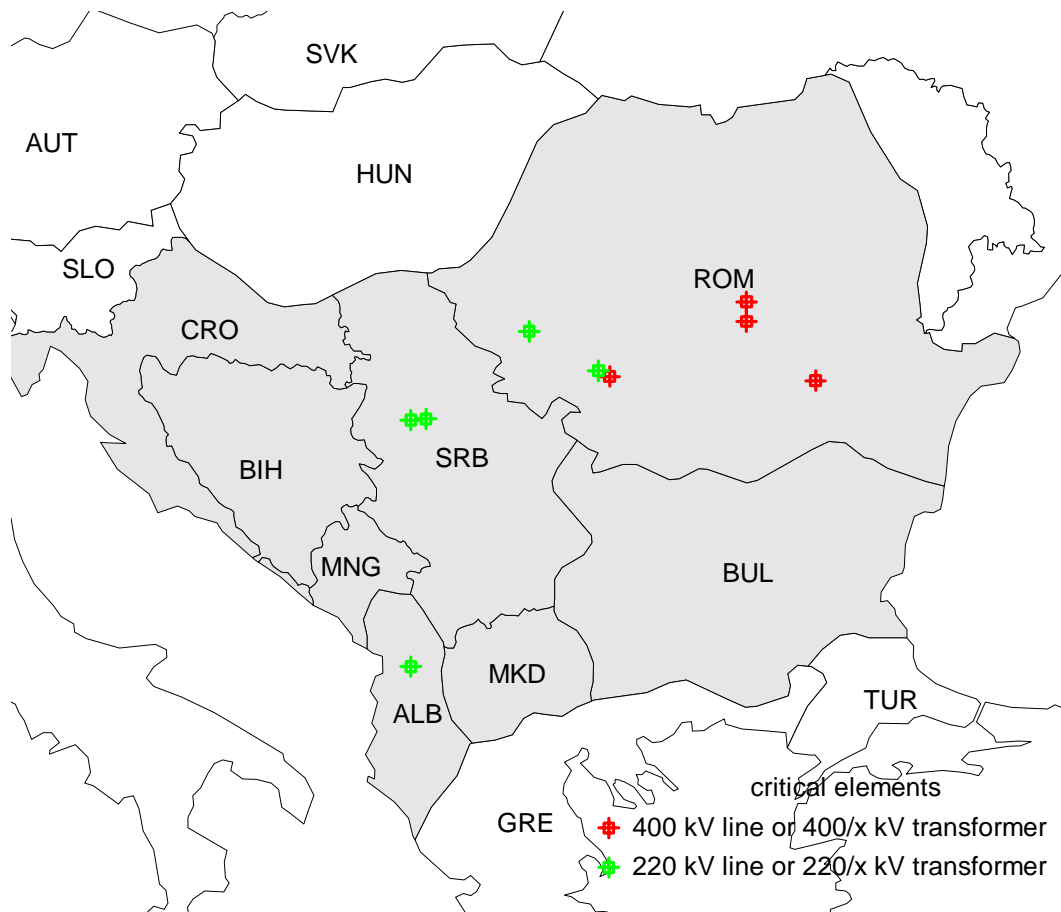 SVK
AUT
HUN
SLO
ROM
CRO
SRB
BIH
MNG
BUL
MKD
ALB
TUR
critical elements
GRE
400 kV line or 400/x kV transformer
220 kV line or 220/x kV transformer